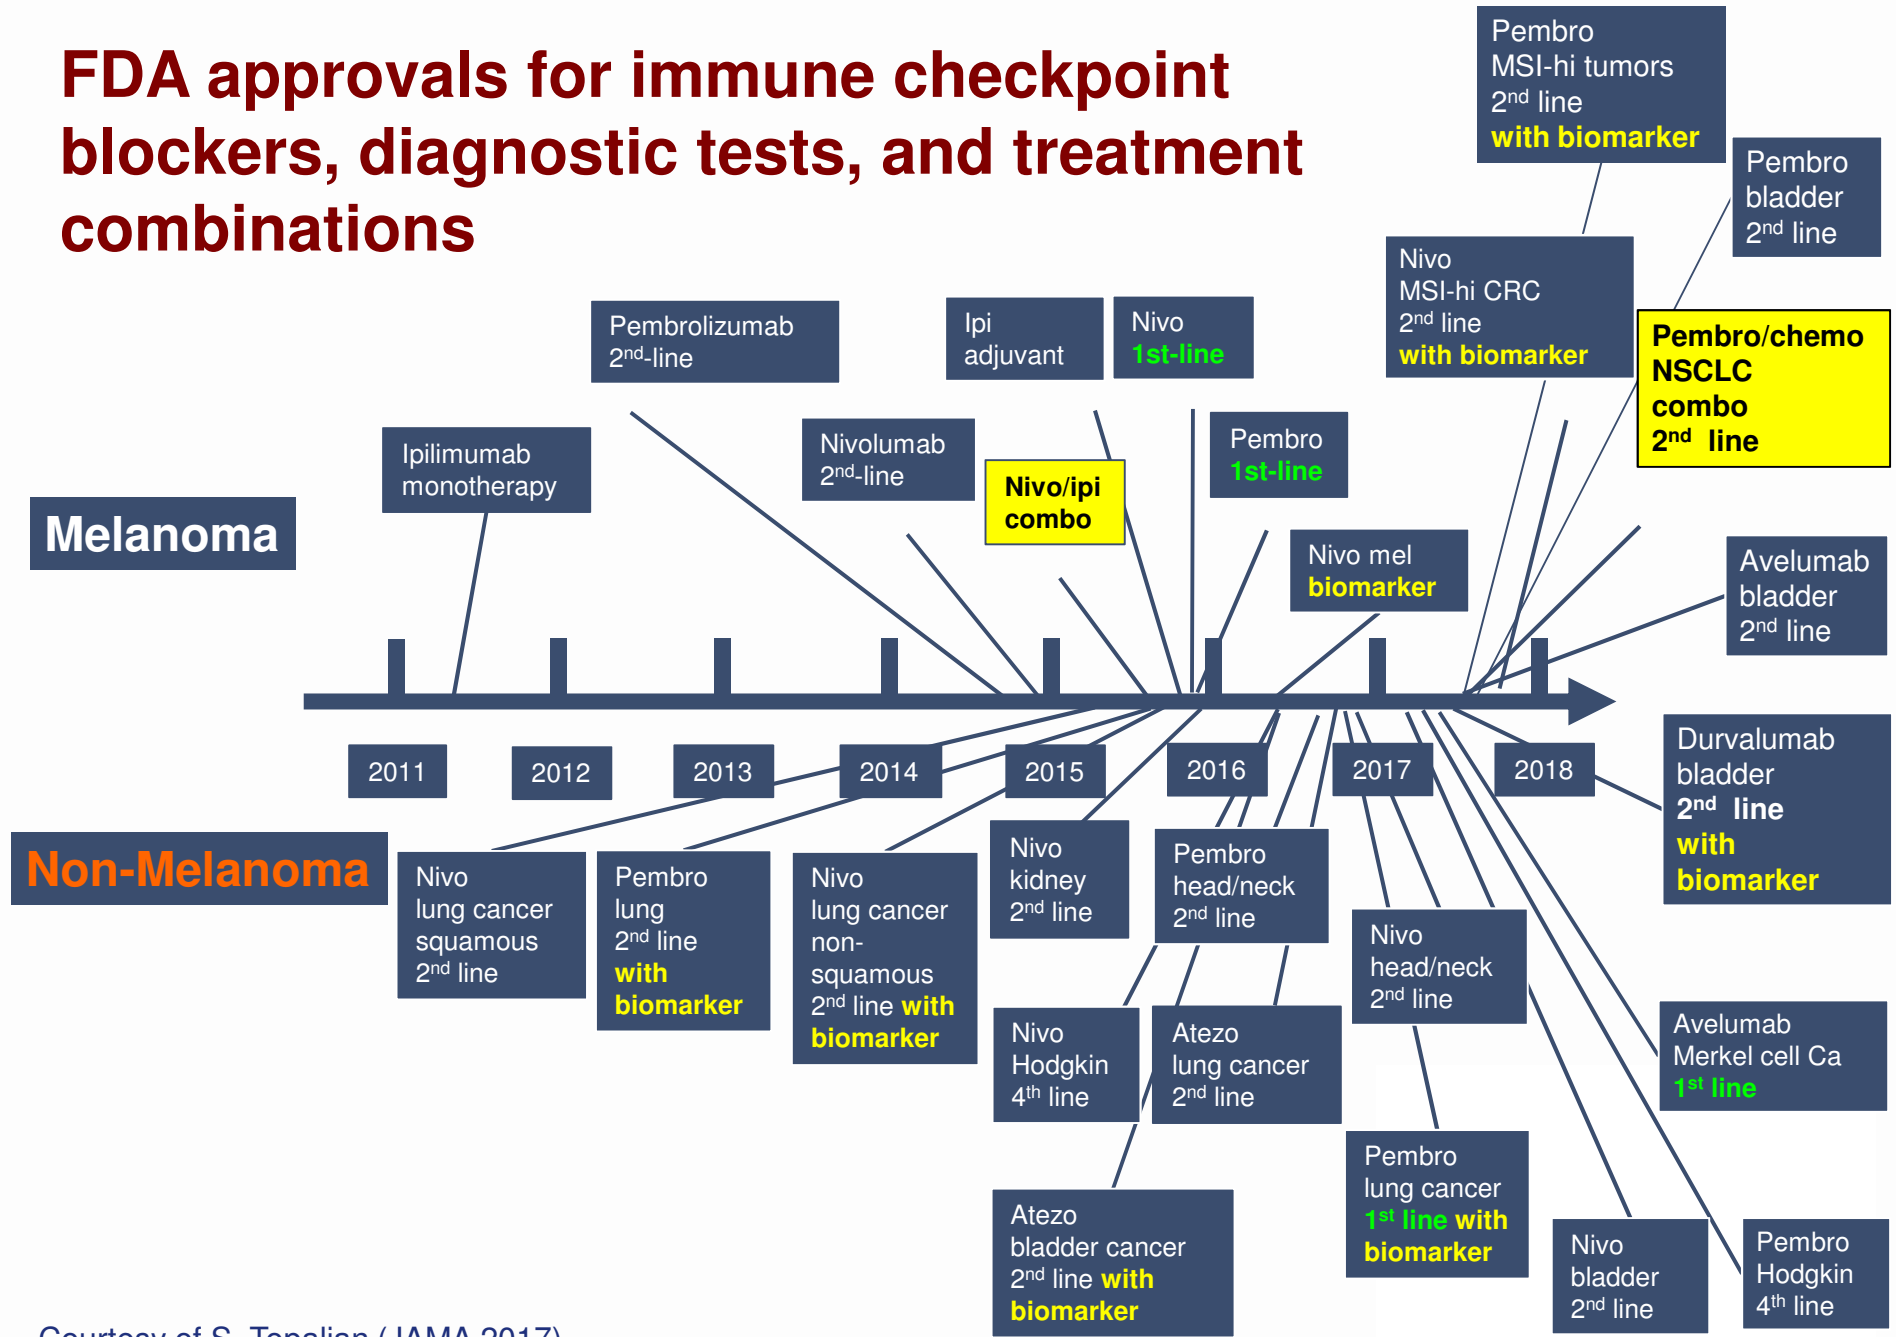 FDA approvals for immune checkpoint
blockers, diagnostic tests, and treatment
combinations
Pembro
MSI-hi tumors
2nd line
with biomarker
Pembro
bladder
2nd line
Nivo
MSI-hi CRC
2nd line
with biomarker
Pembro/chemo
NSCLC
combo
2nd line
Pembrolizumab
2nd-line
Ipi
adjuvant
Nivo
1st-line
Ipilimumab
monotherapy
Nivolumab
2nd-line
Nivo/ipi
combo
Pembro
1st-line
Nivo mel
biomarker
Melanoma
Avelumab
bladder
2nd line
2011
2012
2013
2014
2015
2016
2017
2018
Durvalumab
bladder
2nd line
with
biomarker
Non-Melanoma
Nivo
lung cancer
squamous
2nd line
Pembro
lung
2nd line
with
biomarker
Nivo
lung cancer
non-
squamous
2nd line with
biomarker
Nivo
kidney
2nd line
Pembro
head/neck
2nd line
Nivo
head/neck
2nd line
Nivo
Hodgkin
4th line
Atezo
lung cancer
2nd line
Avelumab
Merkel cell Ca
1st line
Pembro
lung cancer
1st line with
biomarker
Atezo
bladder cancer
2nd line with
biomarker
Nivo
bladder
2nd line
Pembro
Hodgkin
4th line
Courtesy of S. Topalian (JAMA 2017)